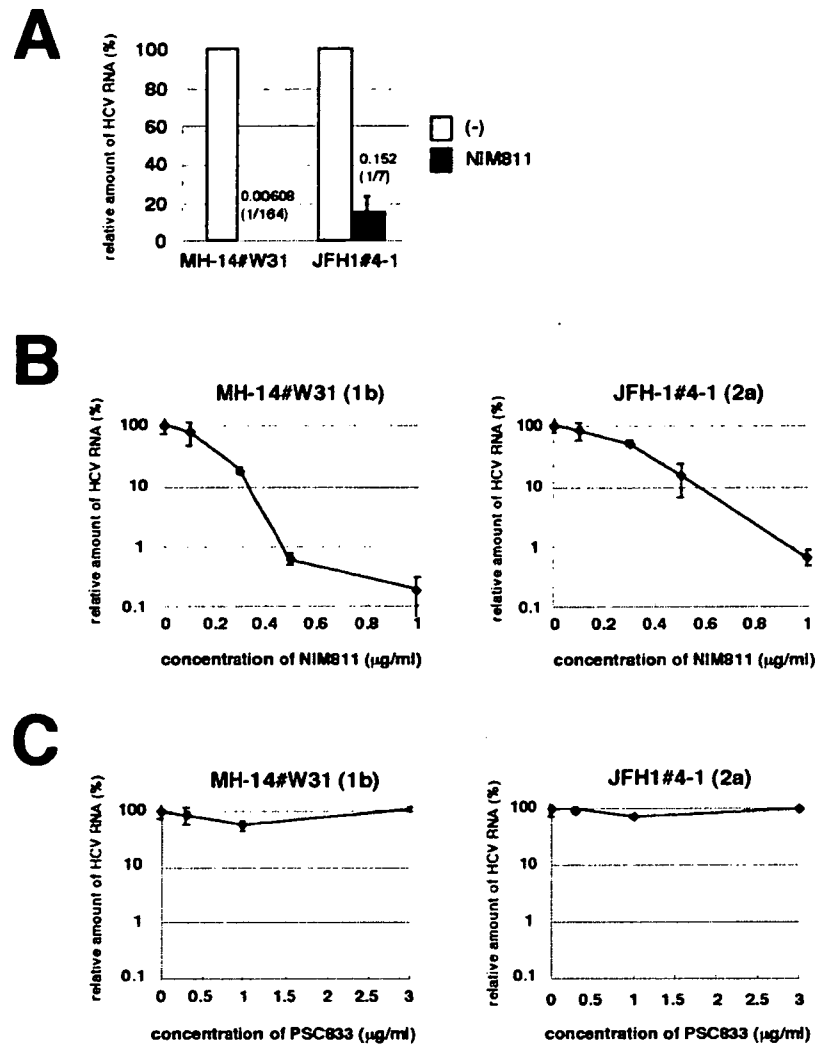 A
relative amount of HCV RNA (%)
100
80
60
40
20
0
0.00608
(1/164)
0.152
(1/7)
MH-14#W31
JFH1#4-1
(-)
NIM811
B
MH-14#W31 (1b)
relative amount of HCV RNA (%)
100
10
1
0.1
0 0.2 0.4 0.6 0.8 1
concentration of NIM811 (µg/ml)
JFH-1#4-1 (2a)
relative amount of HCV RNA (%)
100
10
1
0.1
0 0.2 0.4 0.6 0.8 1
concentration of NIM811 (µg/ml)
C
MH-14#W31 (1b)
relative amount of HCV RNA (%)
100
10
1
0.1
0 0.5 1 1.5 2 2.5 3
concentration of PSC833 (µg/ml)
JFH1#4-1 (2a)
relative amount of HCV RNA (%)
100
10
1
0.1
0 0.5 1 1.5 2 2.5 3
concentration of PSC833 (µg/ml)